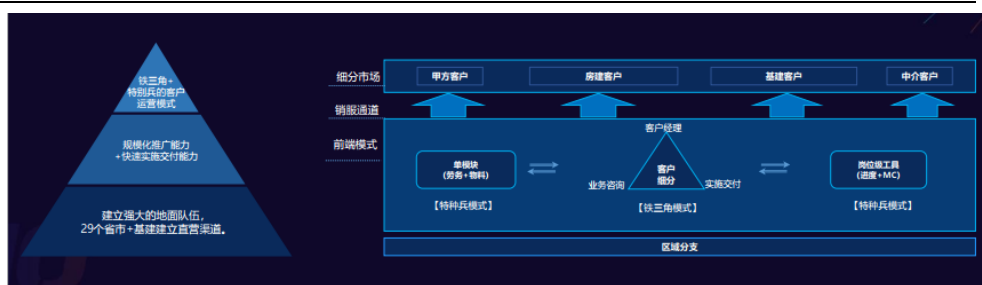 铁三角+
特别兵的客户
运营模式
规模化推广能力
+快速实施交付能力
建立强大的地面队伍，
29个省市+基建建立直营渠道。
细分市场
甲方客户
房建客户
基建客户
中介客户
销服通道
前端模式
客户经理
单模块
(劳务+物料)
客户
细分
岗位级工具
(进度+MC)
业务咨询
实施交付
【特种兵模式】
【铁三角模式】
【特种兵模式】
区域分支